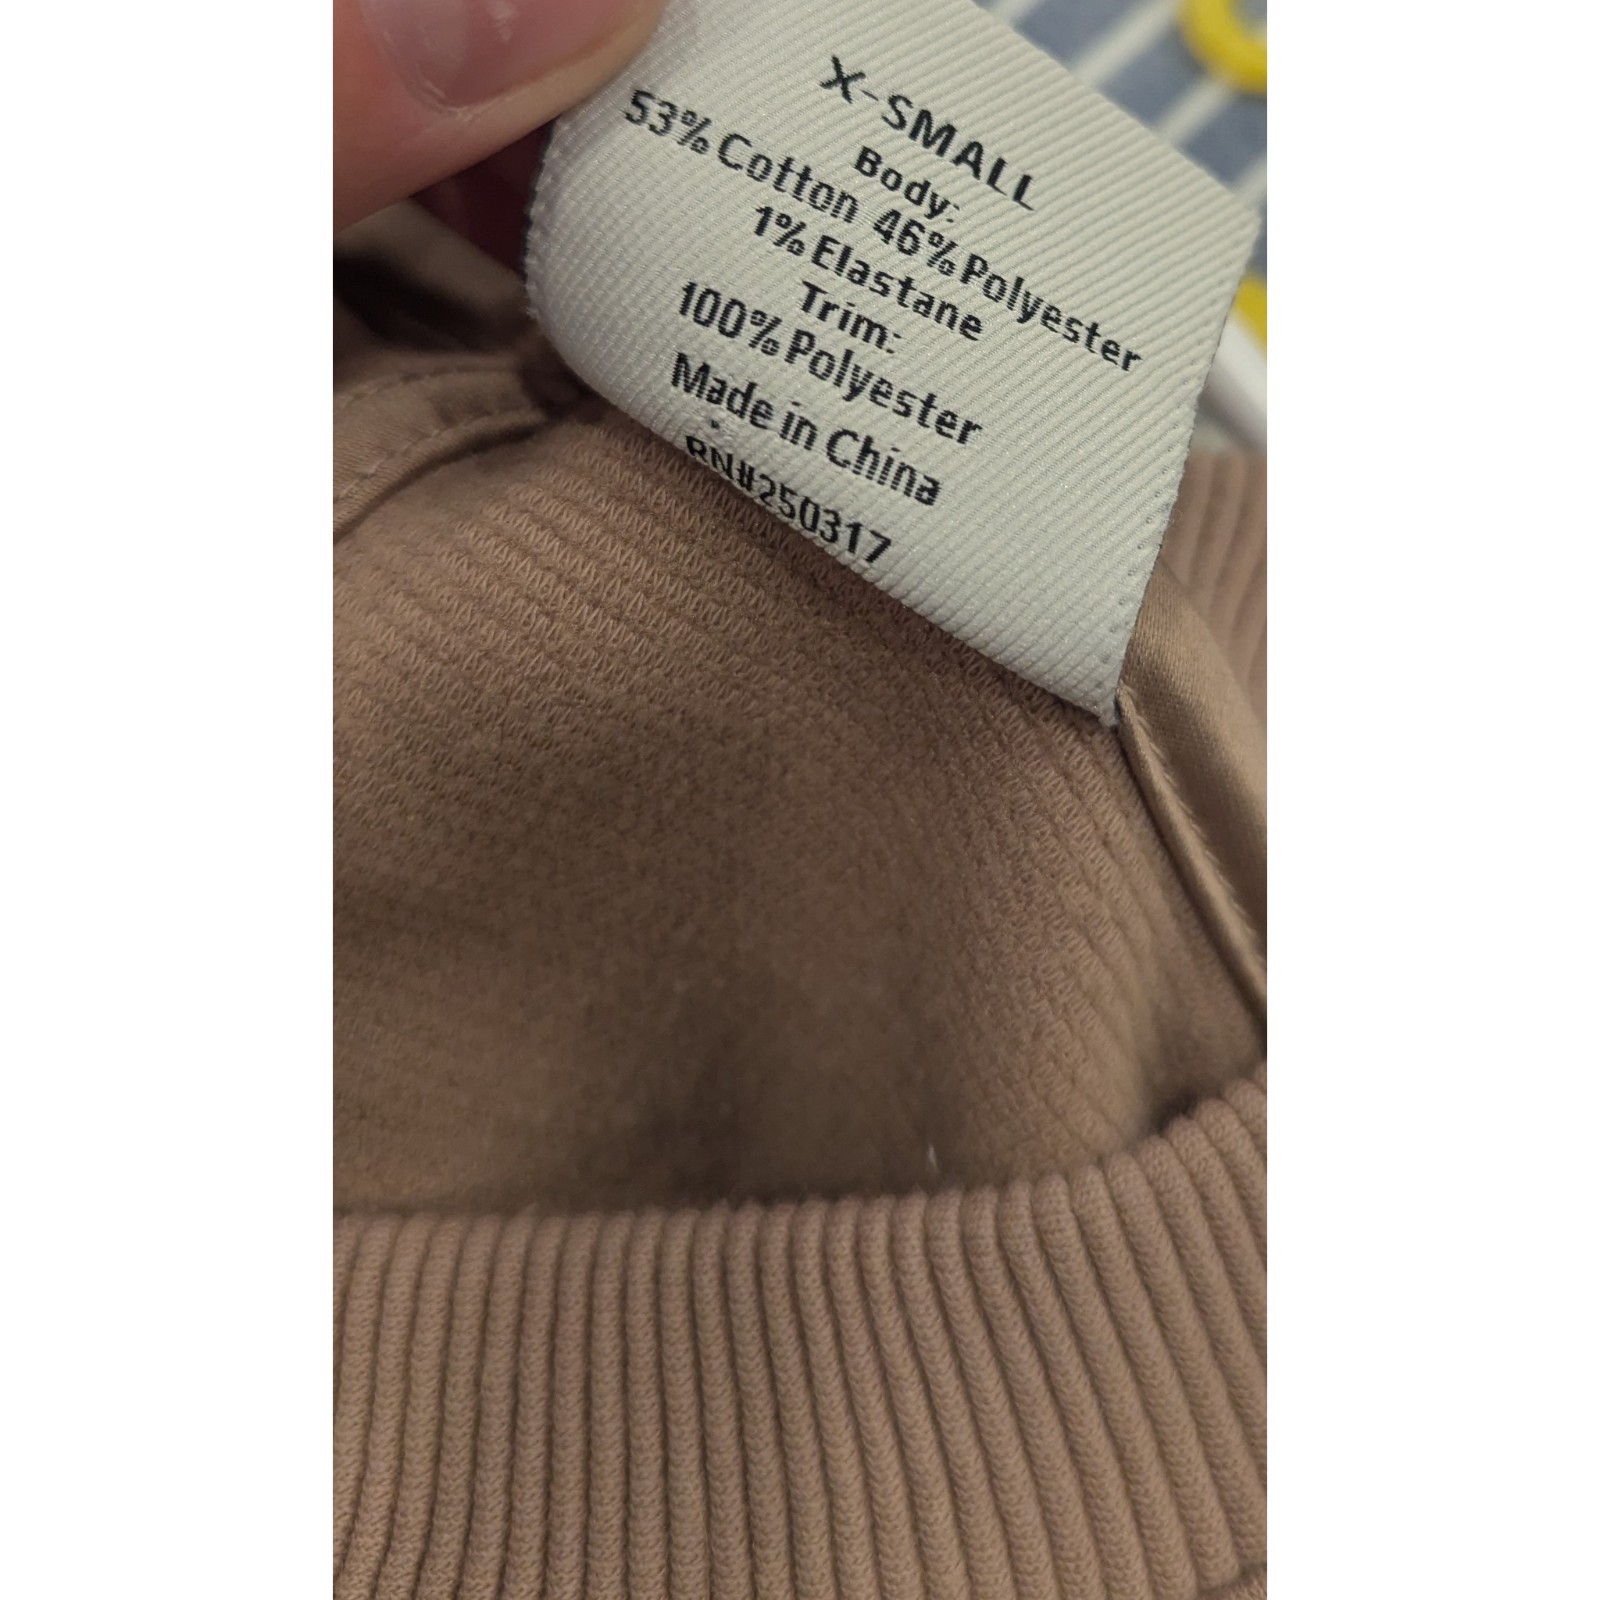 X-SMALL
Body:
53% Cotton 46% Polyester
1% Elastane
Trim:
100% Polyester
Made in China
RN#250317